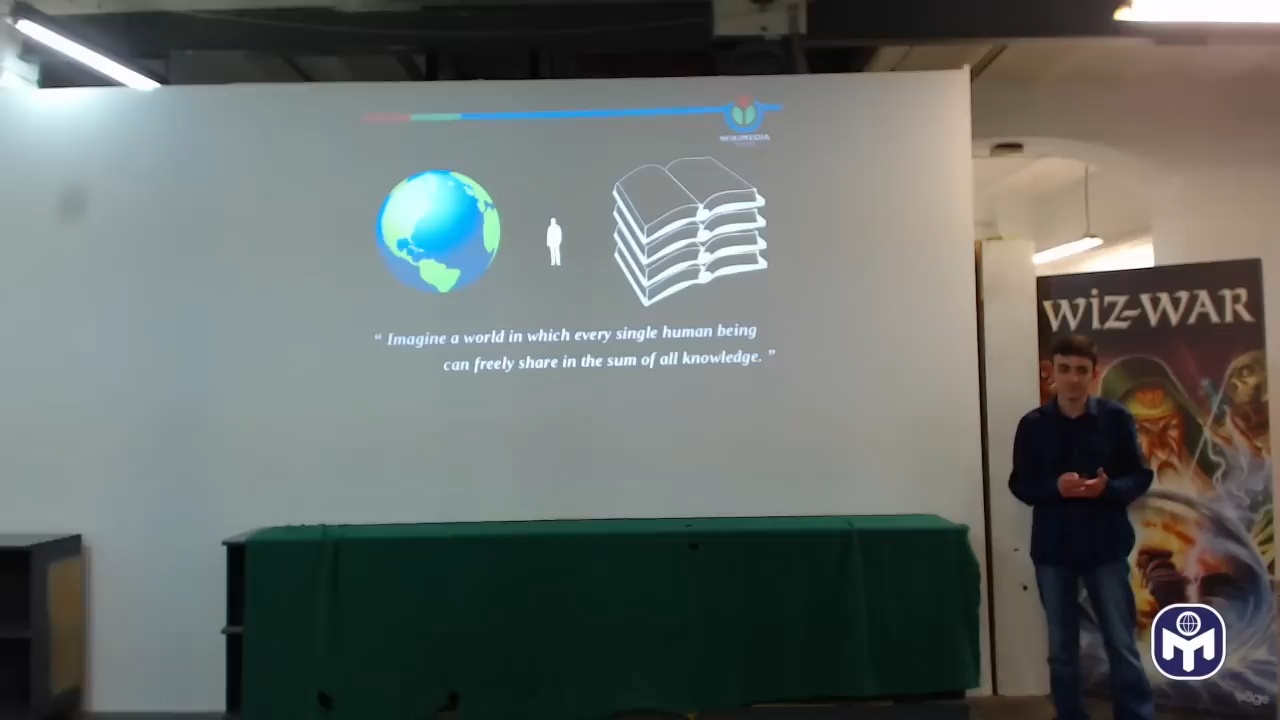 WIKIMEDIA
“ Imagine a world in which every single human being
can freely share in the sum of all knowledge. ”
WIZ-WAR
edge